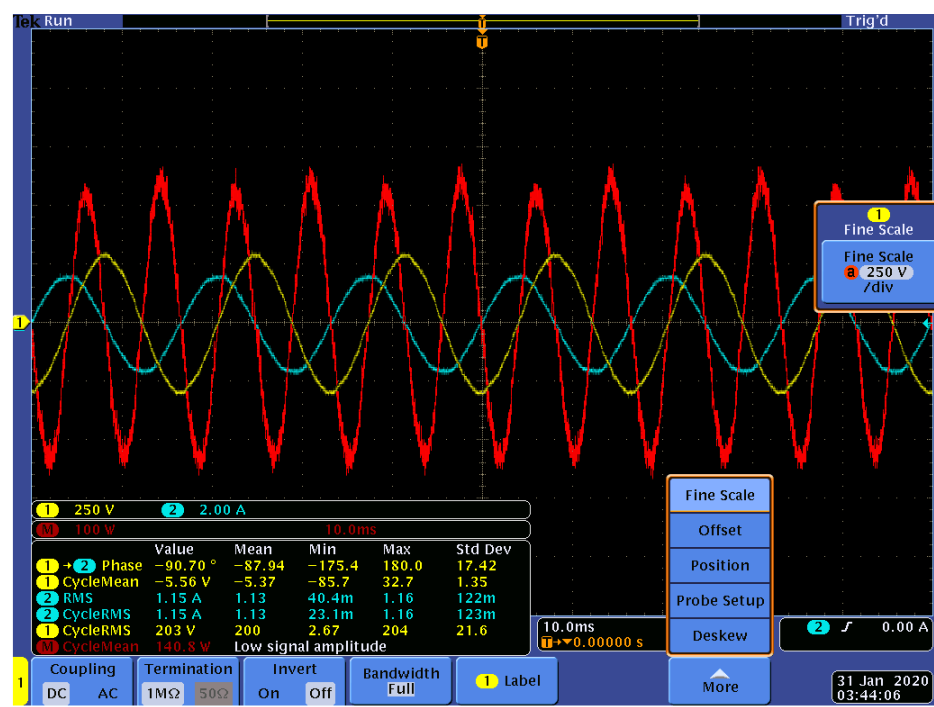 Tek Run Trig'd
T
T
1
1
Fine Scale
Fine Scale
a 250 V
/div
1 250 V 2 2.00 A
M 100 W 10.0ms
Value Mean Min Max Std Dev
1 → 2 Phase −90.70 ° −87.94 −175.4 180.0 17.42
1 CycleMean −5.56 V −5.37 −85.7 32.7 1.35
2 RMS 1.15 A 1.13 40.4m 1.16 122m
2 CycleRMS 1.15 A 1.13 23.1m 1.16 123m
1 CycleRMS 203 V 200 2.67 204 21.6
M CycleMean 140.8 W Low signal amplitude
10.0ms
T→▼0.00000 s
Fine Scale
Offset
Position
Probe Setup
Deskew
2 ʃ 0.00 A
1
Coupling
DC AC
Termination
1MΩ 50Ω
Invert
On Off
Bandwidth
Full
1 Label
More
31 Jan 2020
03:44:06